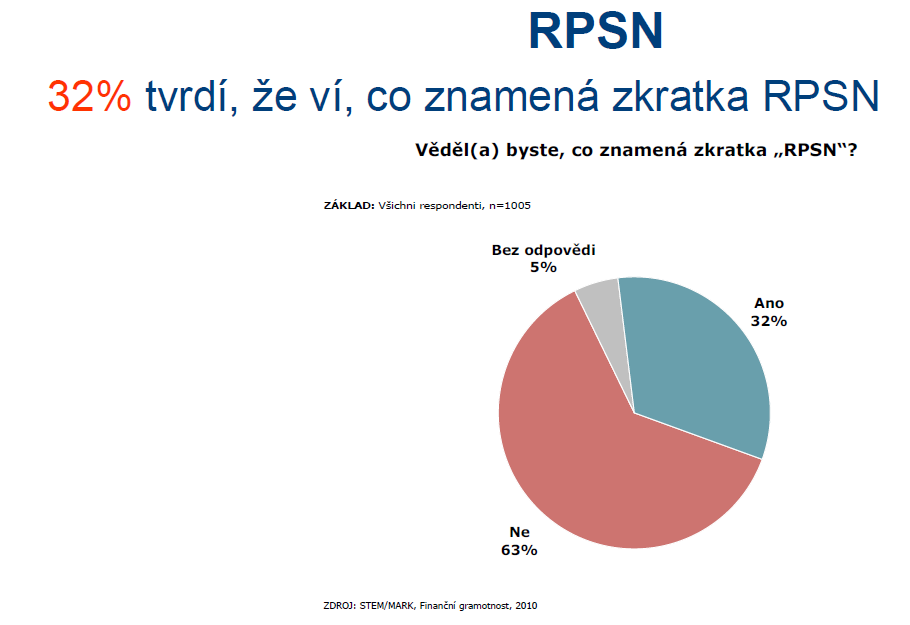 RPSN
32% tvrdí, že ví, co znamená zkratka RPSN
Věděl(a) byste, co znamená zkratka „RPSN“?
ZÁKLAD: Všichni respondenti, n=1005
Bez odpovědi
5%
Ano
32%
Ne
63%
ZDROJ: STEM/MARK, Finanční gramotnost, 2010